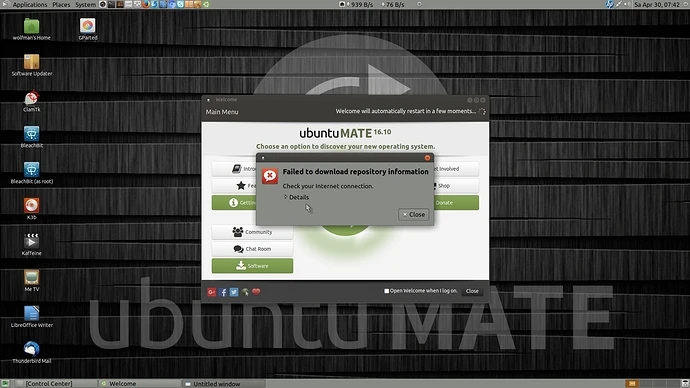 Applications Places System
939 B/s
76 B/s
Sa Apr 30, 07:42
wolfman's Home
GParted
Software Updater
ClamTk
BleachBit
BleachBit (as root)
K3D
Kaffeine
Me TV
LibreOffice Writer
Thunderbird Mail
Welcome
Main Menu
Welcome will automatically restart in a few moments...
ubuntu MATE 16.10
Choose an option to discover your new operating system.
Failed to download repository information
Check your Internet connection.
Details
Close
Shop
Donate
Community
Chat Room
Software
Open Welcome when I log on.
Close
ubuntu MATE
[Control Center]
Welcome
Untitled window